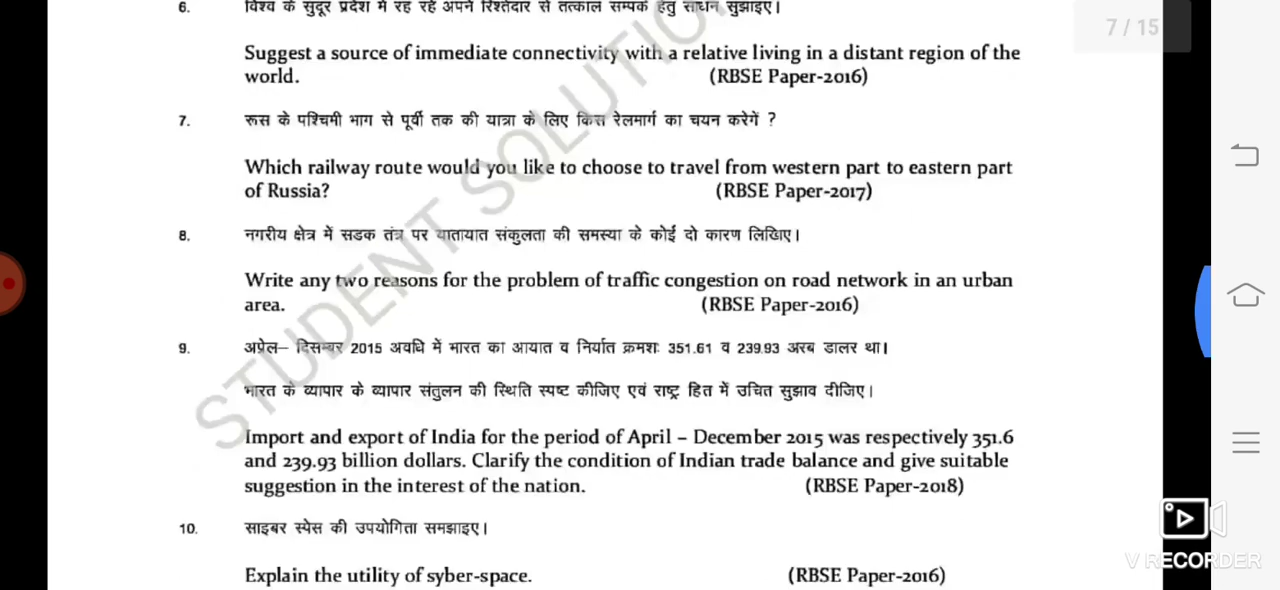 7 / 15
6. विश्व के सुदूर प्रदेश में रह रहे अपने रिश्तेदार से तत्काल सम्पर्क हेतु साधन सुझाइए।
Suggest a source of immediate connectivity with a relative living in a distant region of the
world. (RBSE Paper-2016)
7. रूस के पश्चिमी भाग से पूर्वी तक की यात्रा के लिए किस रेलमार्ग का चयन करेगें ?
Which railway route would you like to choose to travel from western part to eastern part
of Russia? (RBSE Paper-2017)
8. नगरीय क्षेत्र में सडक तंत्र पर यातायात संकुलता की समस्या के कोई दो कारण लिखिए।
Write any two reasons for the problem of traffic congestion on road network in an urban
area. (RBSE Paper-2016)
9. अप्रेल– दिसम्बर 2015 अवधि में भारत का आयात व निर्यात क्रमशः 351.61 व 239.93 अरब डालर था।
भारत के व्यापार के व्यापार संतुलन की स्थिति स्पष्ट कीजिए एवं राष्ट्र हित में उचित सुझाव दीजिए।
Import and export of India for the period of April – December 2015 was respectively 351.6
and 239.93 billion dollars. Clarify the condition of Indian trade balance and give suitable
suggestion in the interest of the nation. (RBSE Paper-2018)
10. साइबर स्पेस की उपयोगिता समझाइए।
Explain the utility of syber-space. (RBSE Paper-2016)
STUDENT SOLUTION
V RECORDER